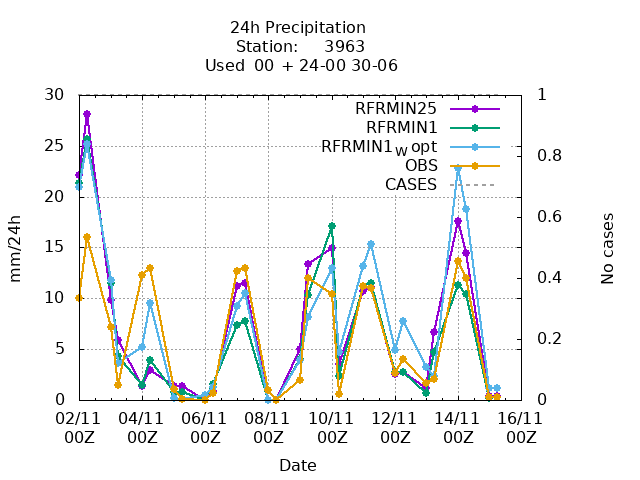 24h Precipitation
Station: 3963
Used 00 + 24-00 30-06
30 1
RFRMIN25
RFRMIN1
25
RFRMIN1w opt
0.8
OBS
CASES
20
0.6
15
mm/24h
No cases
0.4
10
0.2
5
0 0
02/11 04/11 06/11 08/11 10/11 12/11 14/11 16/11
00Z 00Z 00Z 00Z 00Z 00Z 00Z 00Z
Date